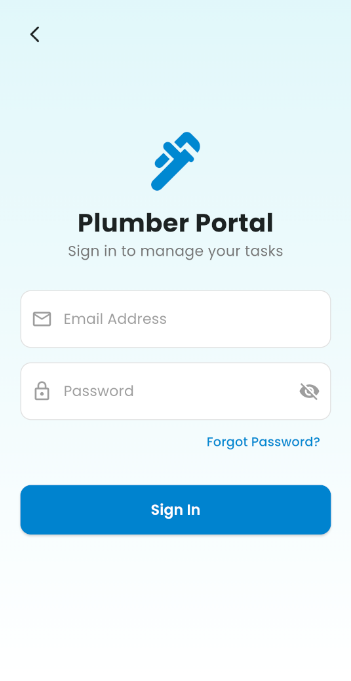 Plumber Portal
Sign in to manage your tasks
Email Address
Password
Forgot Password?
Sign In